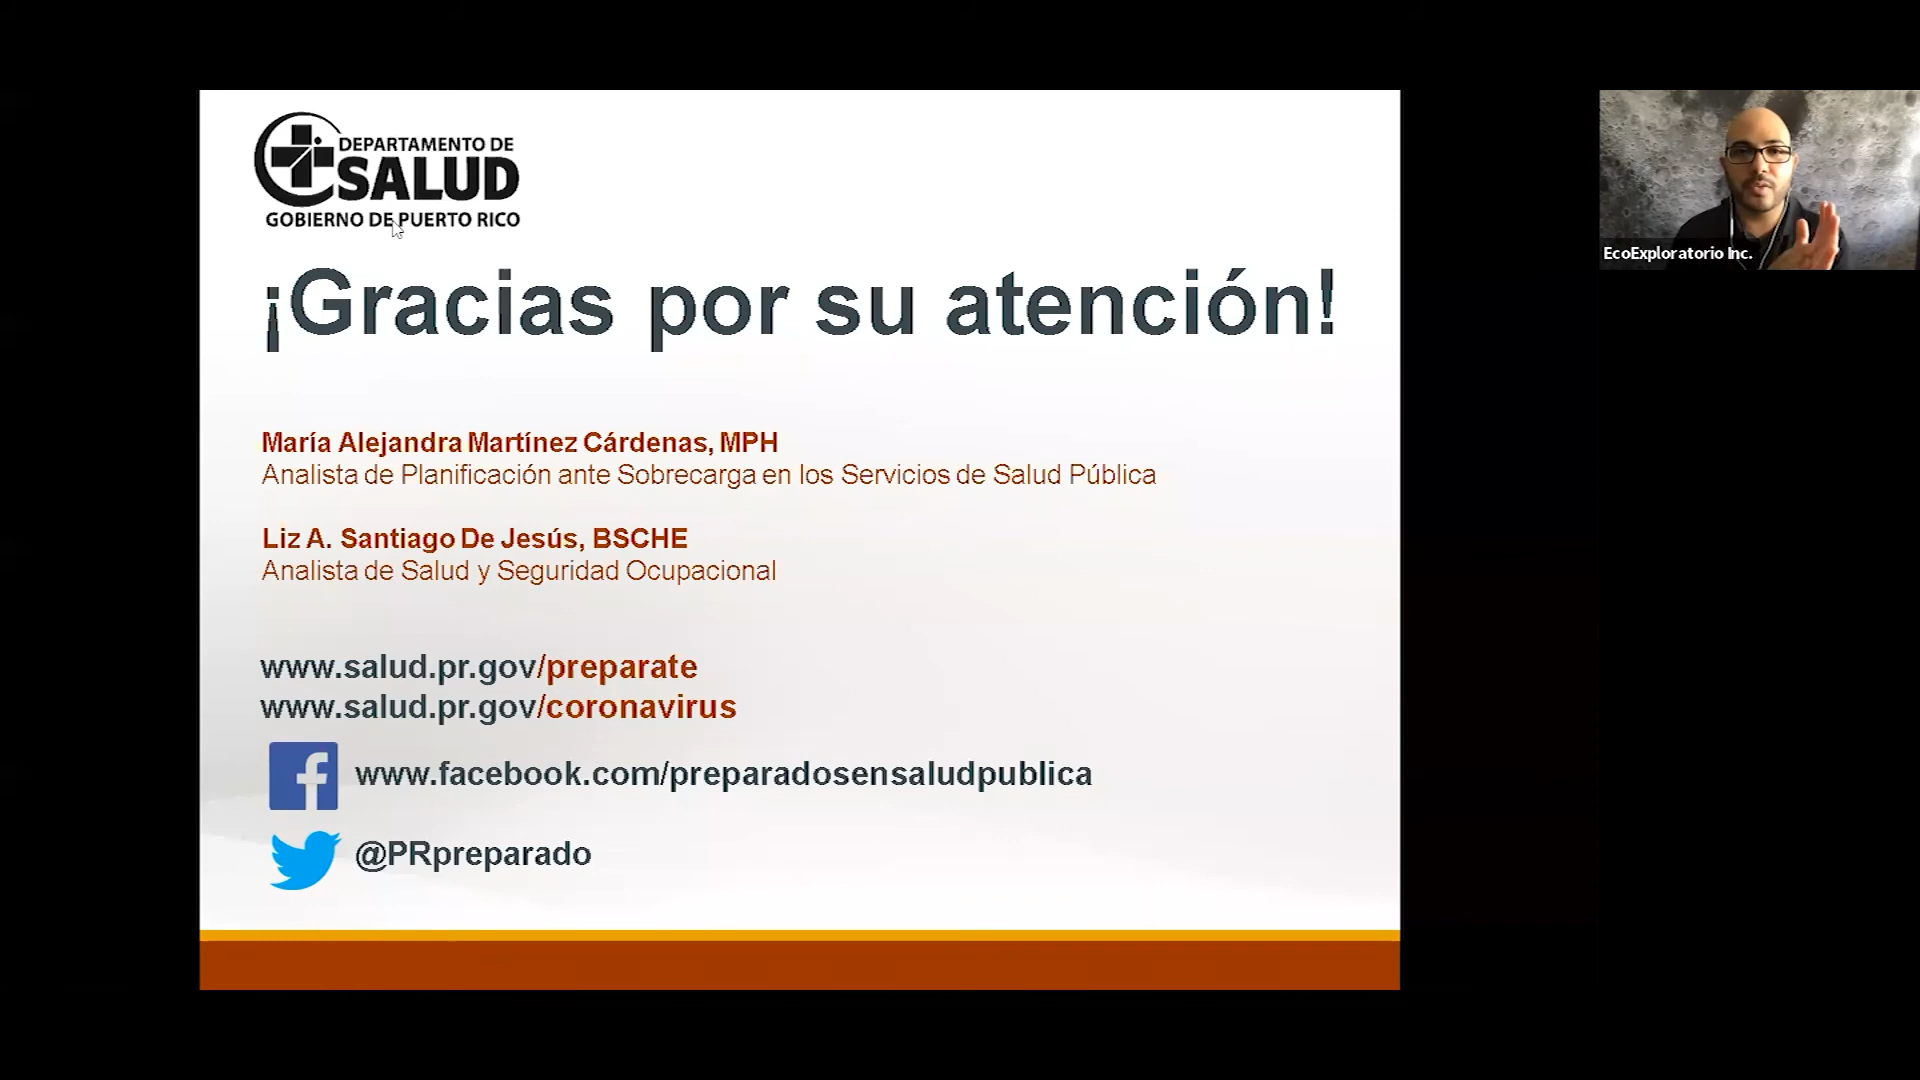 DEPARTAMENTO DE
SALUD
GOBIERNO DE PUERTO RICO
¡Gracias por su atención!
María Alejandra Martínez Cárdenas, MPH
Analista de Planificación ante Sobrecarga en los Servicios de Salud Pública
Liz A. Santiago De Jesús, BSCHE
Analista de Salud y Seguridad Ocupacional
www.salud.pr.gov/preparate
www.salud.pr.gov/coronavirus
www.facebook.com/preparadosensaludpublica
@PRpreparado
EcoExploratorio Inc.